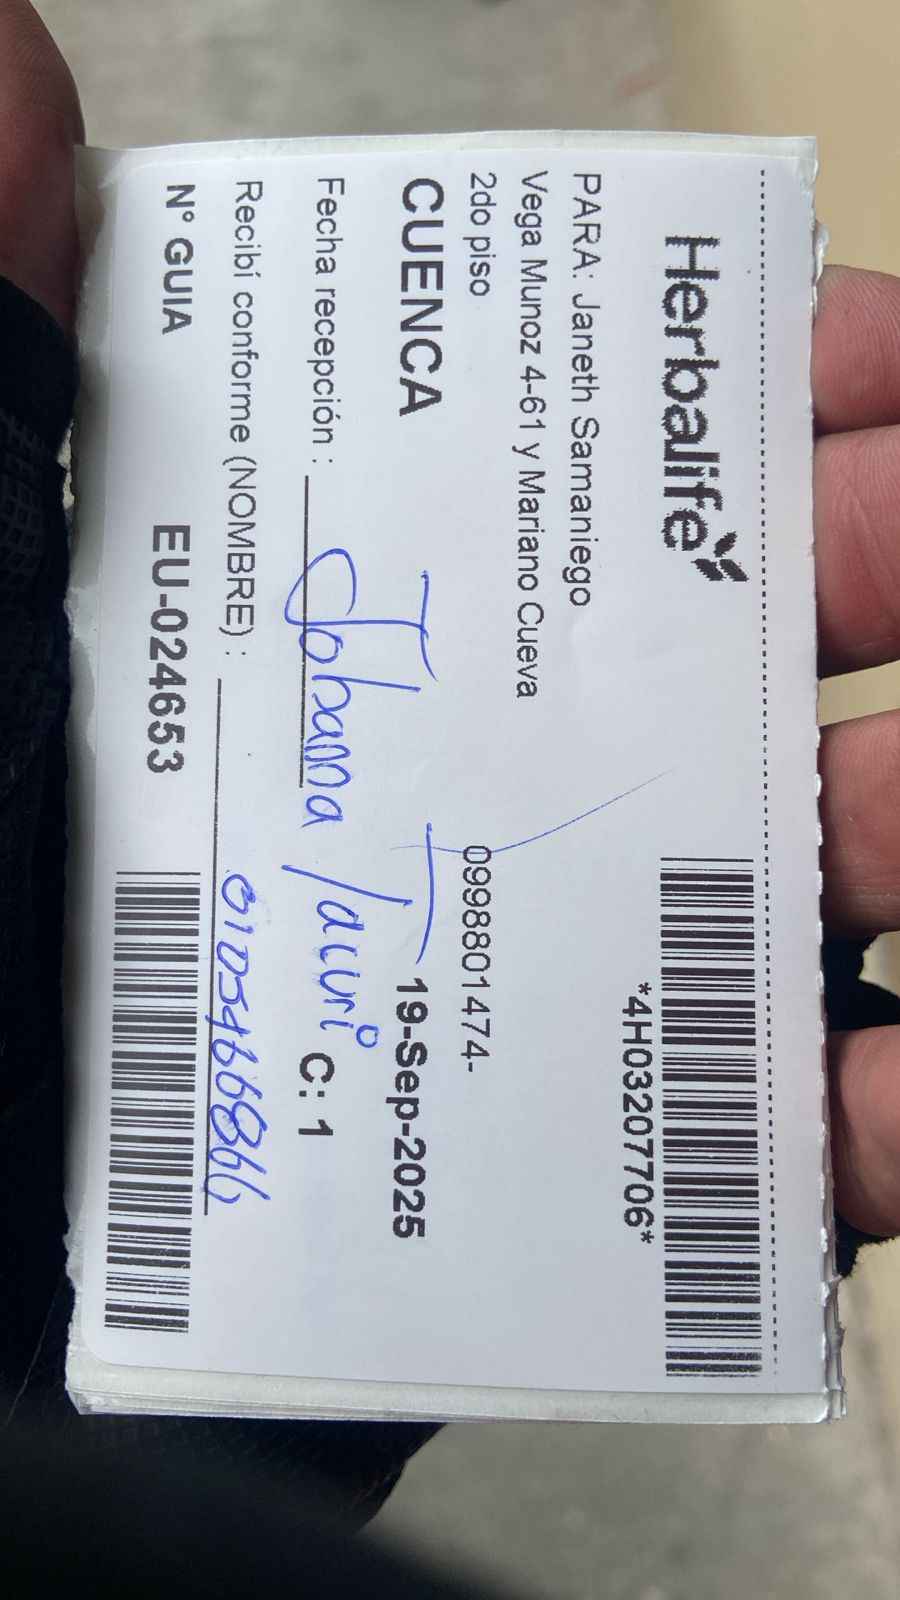 Herbalife
*4H03207706*
PARA: Janeth Samaniego
Vega Munoz 4-61 y Mariano Cueva
2do piso
0998801474-
CUENCA
19-Sep-2025
Fecha recepción :
Johanna Tacuri
C: 1
Recibí conforme (NOMBRE) :
N° GUIA
EU-024653